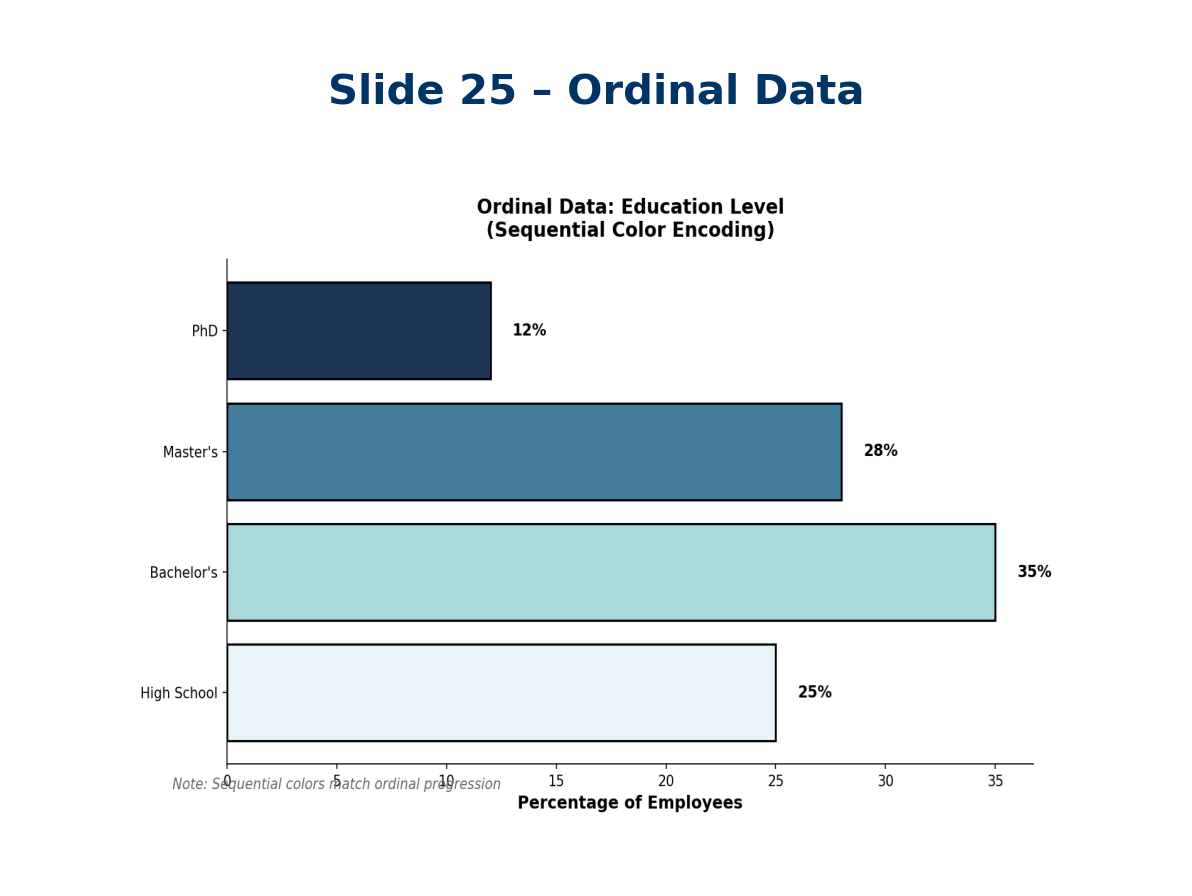 Slide 25 – Ordinal Data
Ordinal Data: Education Level
(Sequential Color Encoding)
PhD
12%
Master's
28%
Bachelor's
35%
High School
25%
0 5 10 15 20 25 30 35
Note: Sequential colors match ordinal progression
Percentage of Employees